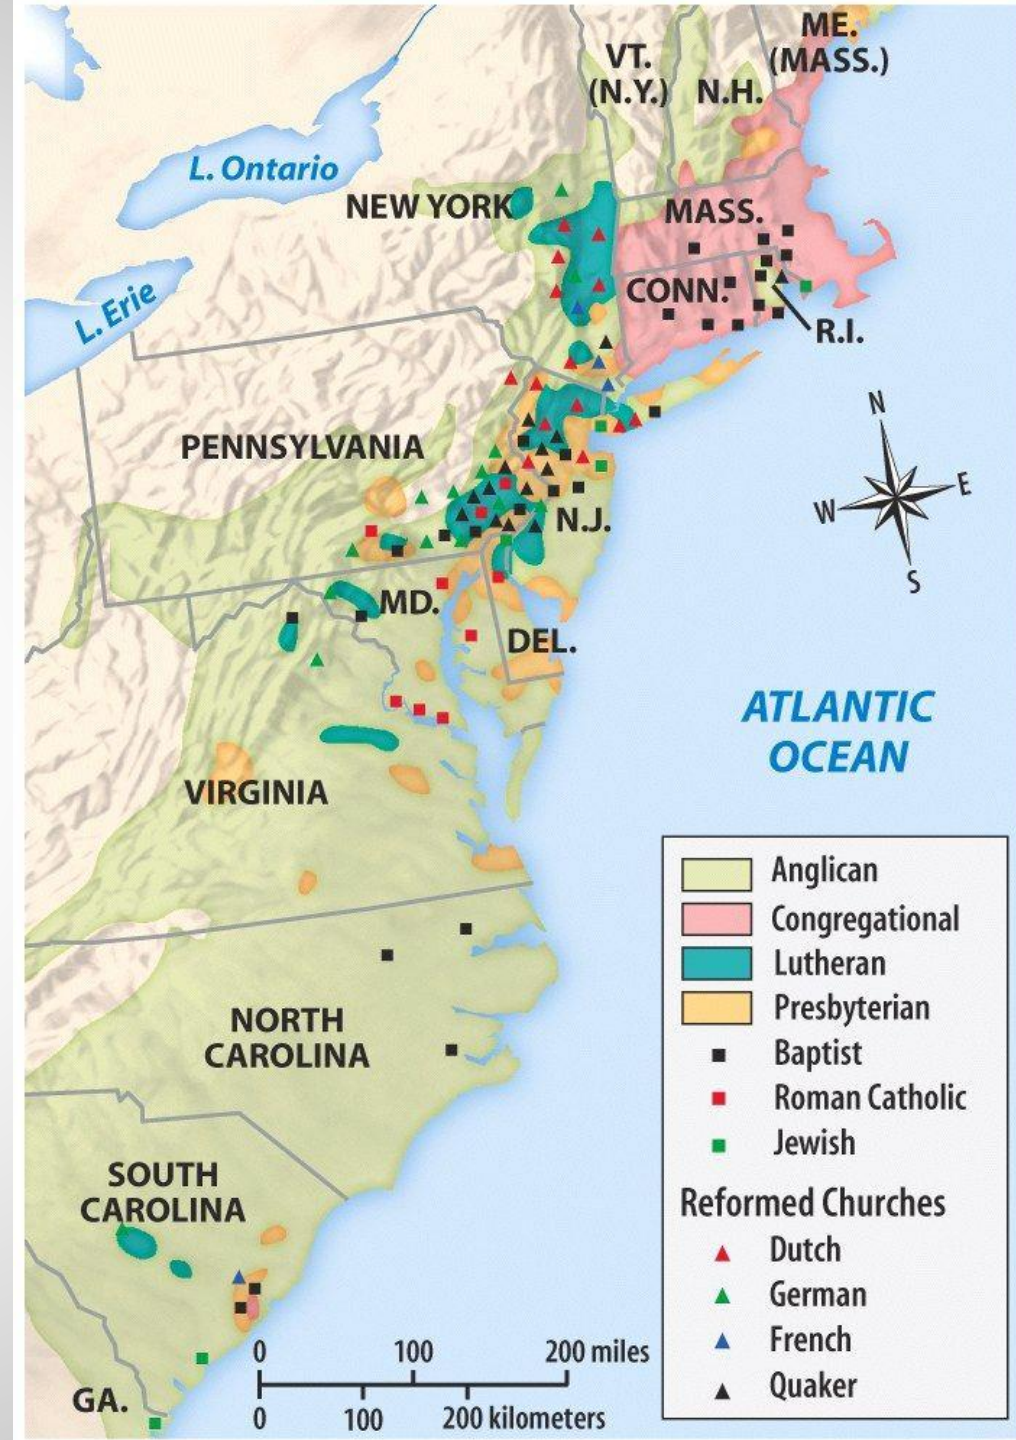 ME.
(MASS.)
VT.
(N.Y.)
N.H.
L. Ontario
NEW YORK
MASS.
L. Erie
CONN.
R.I.
N
PENNSYLVANIA
E
W
N.J.
S
MD.
DEL.
ATLANTIC
OCEAN
VIRGINIA
NORTH
CAROLINA
SOUTH
CAROLINA
GA.
Anglican
Congregational
Lutheran
Presbyterian
Baptist
Roman Catholic
Jewish
Reformed Churches
Dutch
German
French
Quaker
0 100 200 miles
0 100 200 kilometers